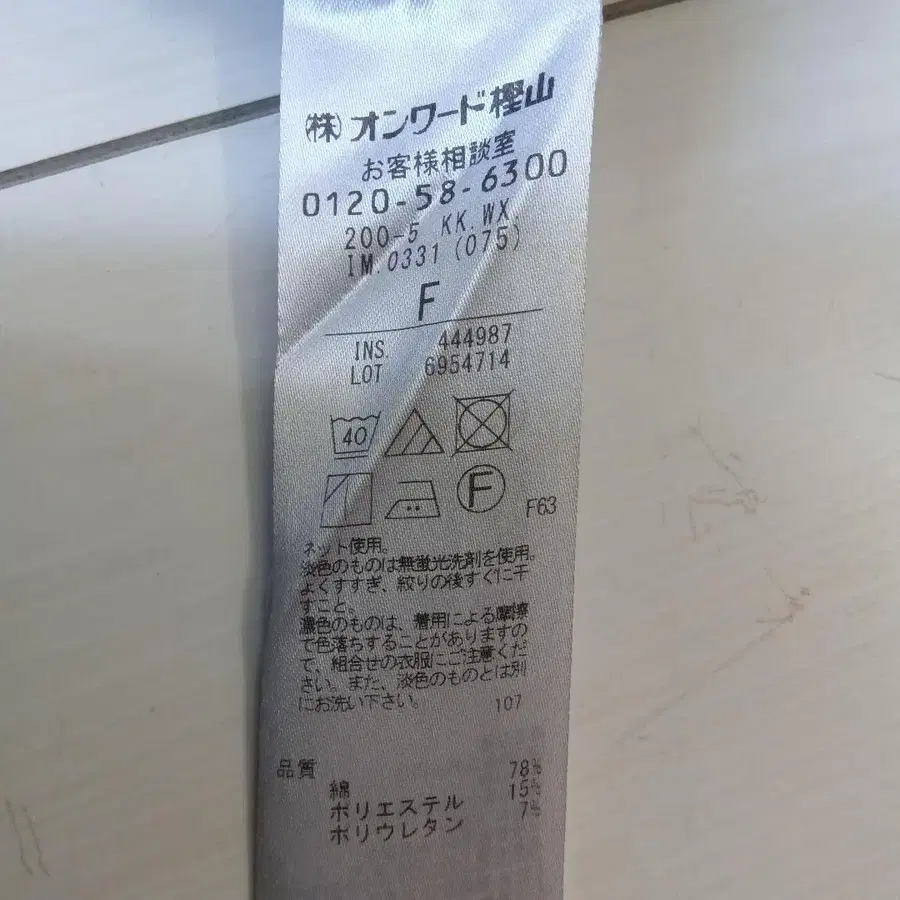 ㈱オンワード樫山
お客様相談室
0120-58-6300
200-5 KK.WX.
IM.0331 (075)
F
INS. 444987
LOT 6954714
40
F
F63
ネット使用。
淡色のものは無蛍光洗剤を使用。
よくすすぎ、絞りの後すぐに干
すこと。
濃色のものは、着用による摩擦
で色落ちすることがありますの
で、組合せの衣服にご注意くだ
さい。また、淡色のものとは別
にお洗い下さい。
107
品質
綿 78%
ポリエステル 15%
ポリウレタン 7%